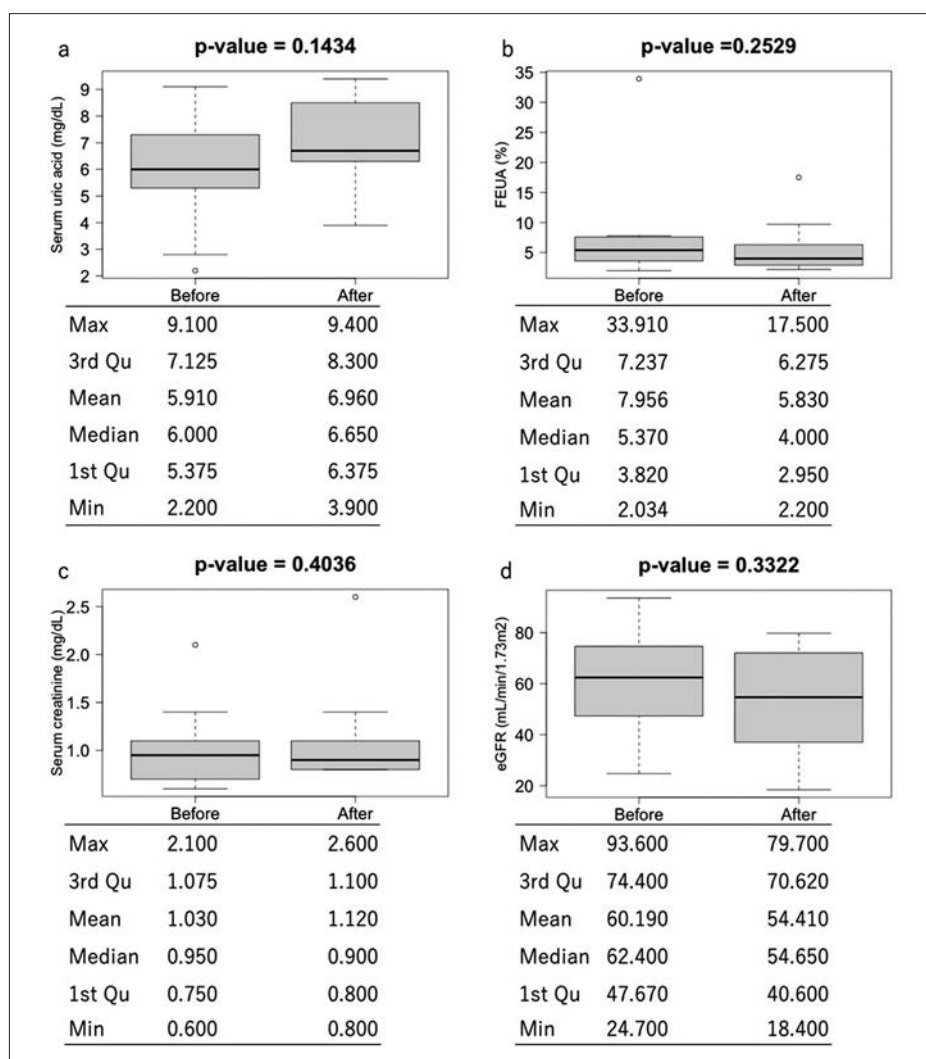 a
p-value = 0.1434
Serum uric acid (mg/dL)
9
8
7
6
5
4
3
2
Before After
Max 9.100 9.400
3rd Qu 7.125 8.300
Mean 5.910 6.960
Median 6.000 6.650
1st Qu 5.375 6.375
Min 2.200 3.900
b
p-value =0.2529
FEUA (%)
35
30
25
20
15
10
5
Before After
Max 33.910 17.500
3rd Qu 7.237 6.275
Mean 7.956 5.830
Median 5.370 4.000
1st Qu 3.820 2.950
Min 2.034 2.200
c
p-value = 0.4036
Serum creatinine (mg/dL)
2.5
2.0
1.5
1.0
Before After
Max 2.100 2.600
3rd Qu 1.075 1.100
Mean 1.030 1.120
Median 0.950 0.900
1st Qu 0.750 0.800
Min 0.600 0.800
d
p-value = 0.3322
eGFR (mL/min/1.73m2)
80
60
40
20
Before After
Max 93.600 79.700
3rd Qu 74.400 70.620
Mean 60.190 54.410
Median 62.400 54.650
1st Qu 47.670 40.600
Min 24.700 18.400